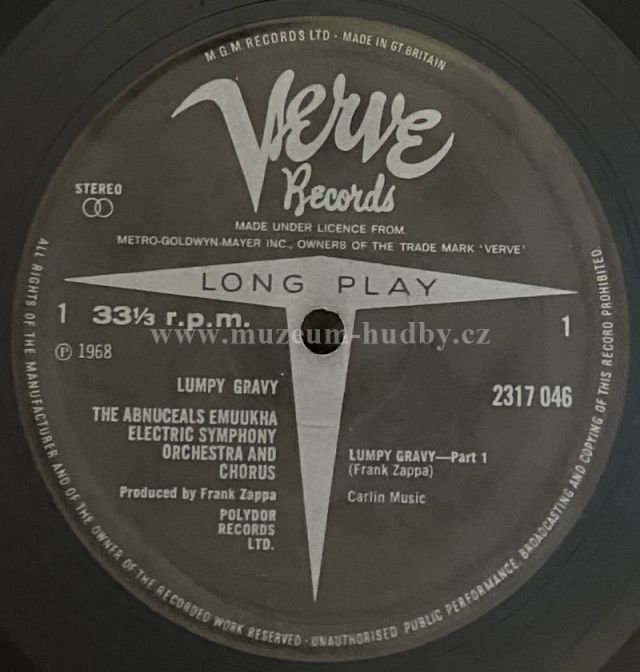 M.G.M. RECORDS LTD · MADE IN GT. BRITAIN
Verve
Records
STEREO
MADE UNDER LICENCE FROM
METRO-GOLDWYN-MAYER INC., OWNERS OF THE TRADE MARK 'VERVE'
LONG PLAY
1 33⅓ r.p.m. 1
www.muzeum-hudby.cz
℗ 1968
LUMPY GRAVY
2317 046
THE ABNUCEALS EMUUKHA
ELECTRIC SYMPHONY
ORCHESTRA AND
CHORUS
LUMPY GRAVY—Part 1
(Frank Zappa)
Produced by Frank Zappa
Carlin Music
POLYDOR
RECORDS
LTD.
ALL RIGHTS OF THE MANUFACTURER AND OF THE OWNER OF THE RECORDED WORK RESERVED · UNAUTHORISED PUBLIC PERFORMANCE, BROADCASTING AND COPYING OF THIS RECORD PROHIBITED.